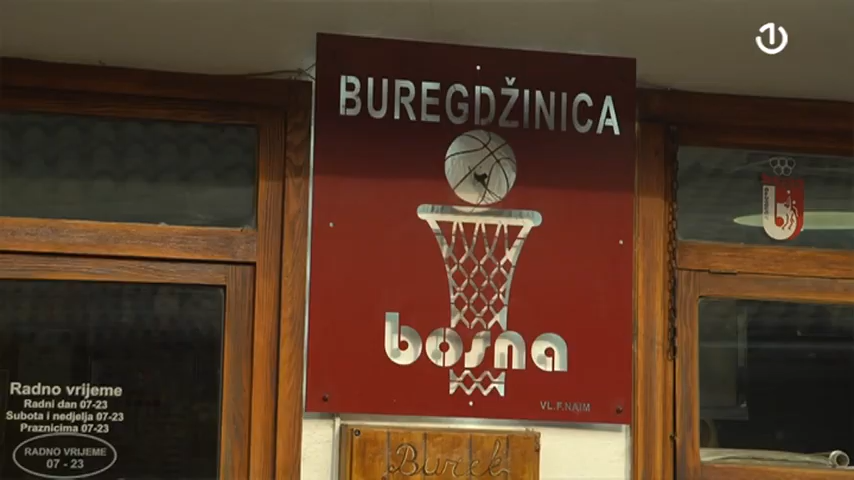 BUREGDŽINICA
bosna
VL.F.NAIM
Burek
Radno vrijeme
Radni dan 07-23
Subota i nedjelja 07-23
Praznicima 07-23
RADNO VRIJEME
07 - 23
1